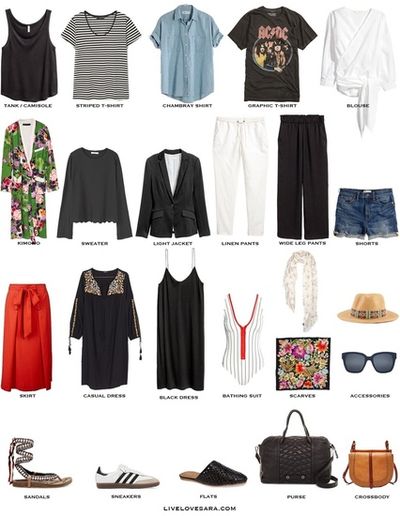 AC/DC
TANK / CAMISOLE
STRIPED T-SHIRT
CHAMBRAY SHIRT
GRAPHIC T-SHIRT
BLOUSE
KIMONO
SWEATER
LIGHT JACKET
LINEN PANTS
WIDE LEG PANTS
SHORTS
SKIRT
CASUAL DRESS
BLACK DRESS
BATHING SUIT
SCARVES
ACCESSORIES
SANDALS
SNEAKERS
FLATS
PURSE
CROSSBODY
LIVELOVESARA.COM